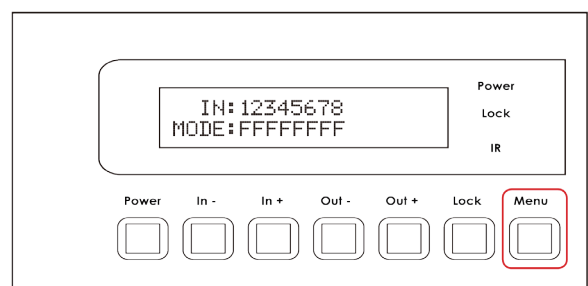 IN:12345678
MODE:FFFFFFFF
Power
Lock
IR
Power In - In + Out - Out + Lock Menu